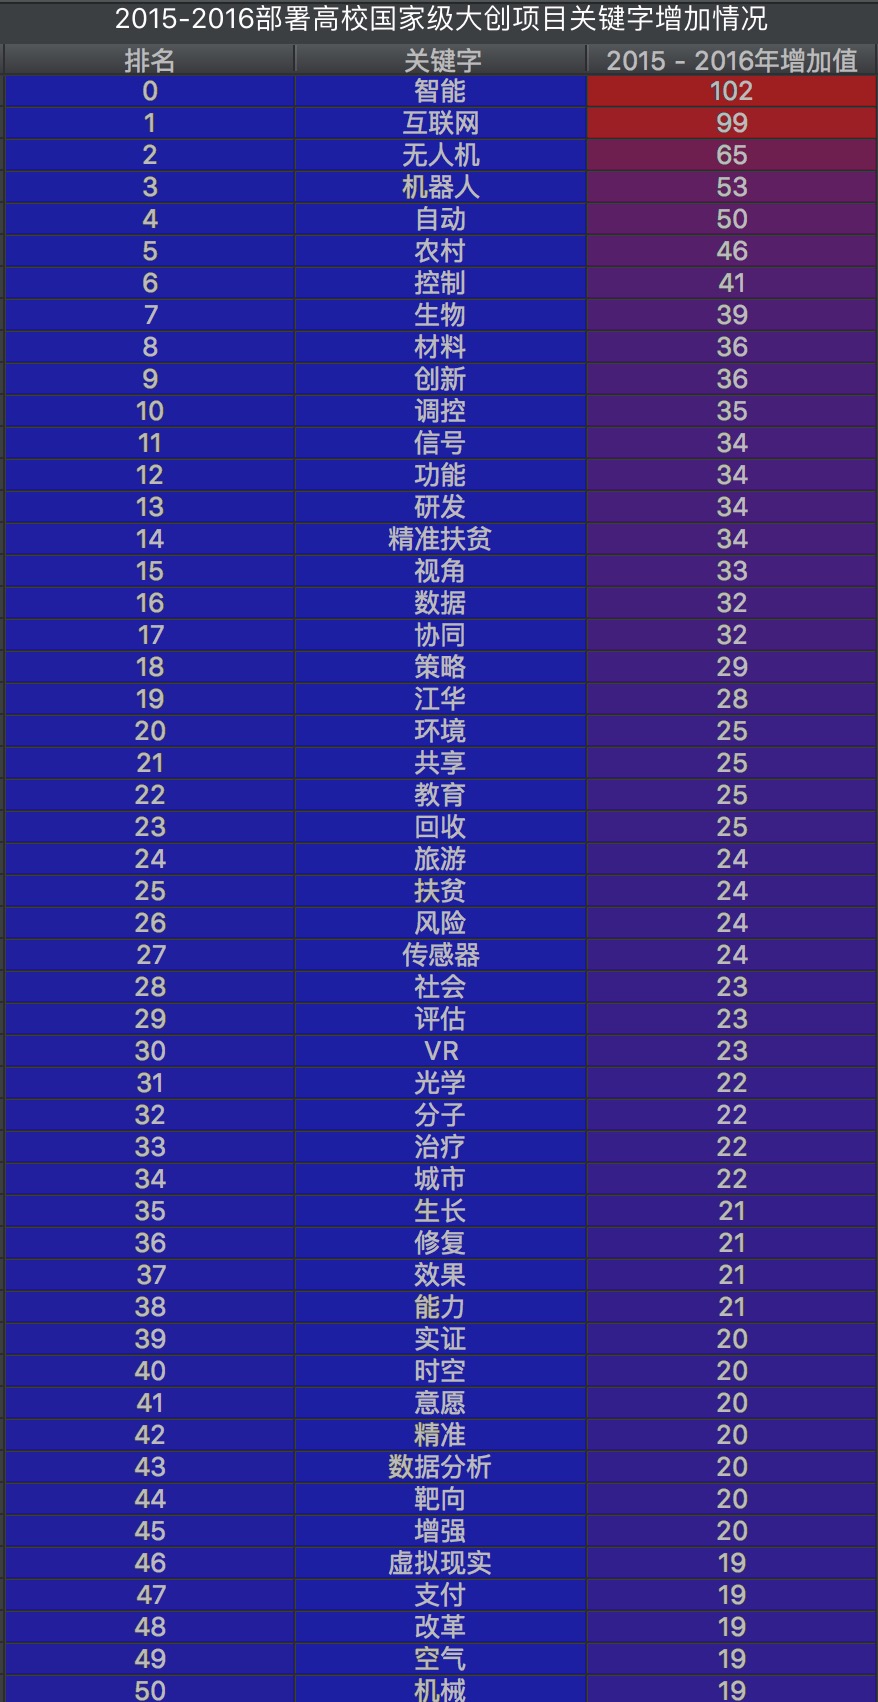 2015-2016部署高校国家级大创项目关键字增加情况
排名 关键字 2015 - 2016年增加值
0 智能 102
1 互联网 99
2 无人机 65
3 机器人 53
4 自动 50
5 农村 46
6 控制 41
7 生物 39
8 材料 36
9 创新 36
10 调控 35
11 信号 34
12 功能 34
13 研发 34
14 精准扶贫 34
15 视角 33
16 数据 32
17 协同 32
18 策略 29
19 江华 28
20 环境 25
21 共享 25
22 教育 25
23 回收 25
24 旅游 24
25 扶贫 24
26 风险 24
27 传感器 24
28 社会 23
29 评估 23
30 VR 23
31 光学 22
32 分子 22
33 治疗 22
34 城市 22
35 生长 21
36 修复 21
37 效果 21
38 能力 21
39 实证 20
40 时空 20
41 意愿 20
42 精准 20
43 数据分析 20
44 靶向 20
45 增强 20
46 虚拟现实 19
47 支付 19
48 改革 19
49 空气 19
50 机械 19